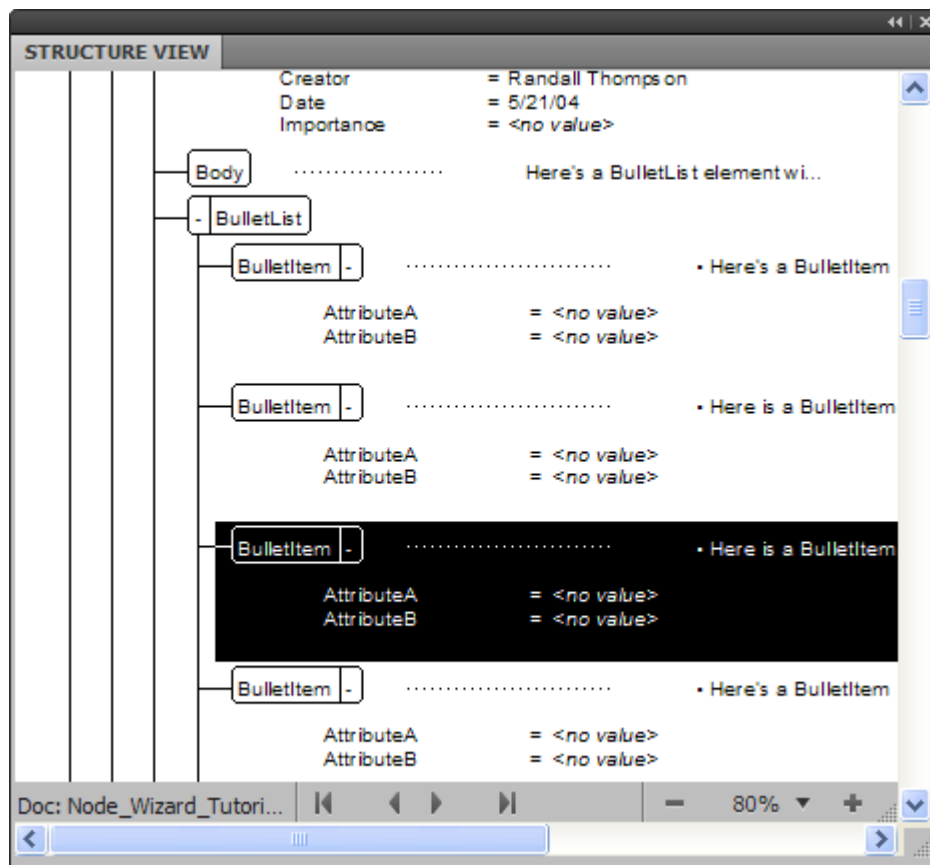 STRUCTURE VIEW
Creator = Randall Thompson
Date = 5/21/04
Importance = <no value>
Body Here's a BulletList element wi...
- BulletList
BulletItem - • Here's a BulletItem
AttributeA = <no value>
AttributeB = <no value>
BulletItem - • Here is a BulletItem
AttributeA = <no value>
AttributeB = <no value>
BulletItem - • Here is a BulletItem
AttributeA = <no value>
AttributeB = <no value>
BulletItem - • Here's a BulletItem
AttributeA = <no value>
AttributeB = <no value>
Doc: Node_Wizard_Tutori... 80%